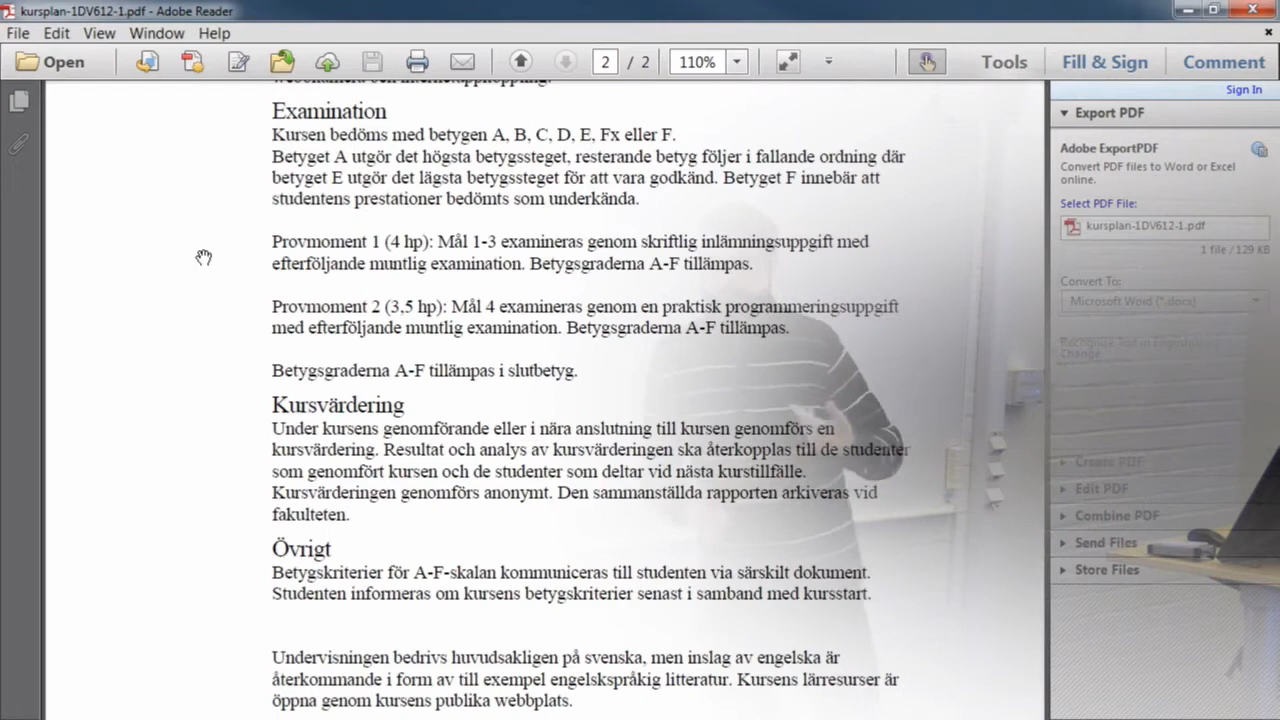 kursplan-1DV612-1.pdf - Adobe Reader
File Edit View Window Help
Open 2 / 2 110% Tools Fill & Sign Comment
Sign In
Examination
Kursen bedöms med betygen A, B, C, D, E, Fx eller F.
Betyget A utgör det högsta betygssteget, resterande betyg följer i fallande ordning där
betyget E utgör det lägsta betygssteget för att vara godkänd. Betyget F innebär att
studentens prestationer bedömts som underkända.
Provmoment 1 (4 hp): Mål 1-3 examineras genom skriftlig inlämningsuppgift med
efterföljande muntlig examination. Betygsgraderna A-F tillämpas.
Provmoment 2 (3,5 hp): Mål 4 examineras genom en praktisk programmeringsuppgift
med efterföljande muntlig examination. Betygsgraderna A-F tillämpas.
Betygsgraderna A-F tillämpas i slutbetyg.
Kursvärdering
Under kursens genomförande eller i nära anslutning till kursen genomförs en
kursvärdering. Resultat och analys av kursvärderingen ska återkopplas till de studenter
som genomfört kursen och de studenter som deltar vid nästa kurstillfälle.
Kursvärderingen genomförs anonymt. Den sammanställda rapporten arkiveras vid
fakulteten.
Övrigt
Betygskriterier för A-F-skalan kommuniceras till studenten via särskilt dokument.
Studenten informeras om kursens betygskriterier senast i samband med kursstart.
Undervisningen bedrivs huvudsakligen på svenska, men inslag av engelska är
återkommande i form av till exempel engelskspråkig litteratur. Kursens lärresurser är
öppna genom kursens publika webbplats.
Export PDF
Adobe ExportPDF
Convert PDF files to Word or Excel
online.
Select PDF File:
kursplan-1DV612-1.pdf
1 file / 129 KB
Convert To:
Microsoft Word (*.docx)
Recognize Text in English(U.S.)
Change
Create PDF
Edit PDF
Combine PDF
Send Files
Store Files